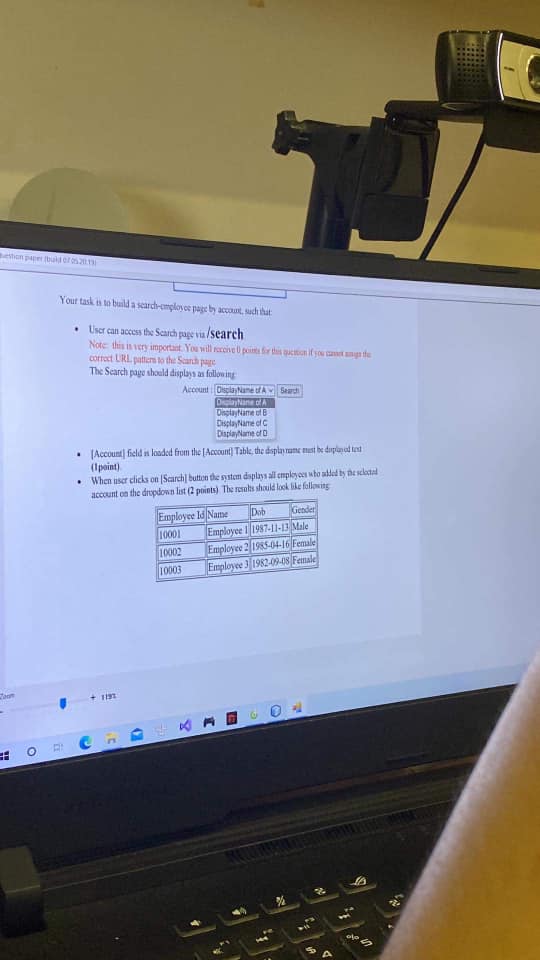 question paper (build 07.05.20.19)
Your task is to build a search-employee page by account, such that:
• User can access the Search page via /search
Note: this is very important. You will receive 0 points for this question if you cannot assign the
correct URL pattern to the Search page.
The Search page should displays as following:
Account : DisplayName of A Search
DisplayName of A
DisplayName of B
DisplayName of C
DisplayName of D
• [Account] field is loaded from the [Account] Table, the displayname must be displayed text
(1point).
• When user clicks on [Search] button the system displays all employees who added by the selected
account on the dropdown list (2 points). The results should look like following:
Employee Id Name Dob Gender
10001 Employee 1 1987-11-13 Male
10002 Employee 2 1985-04-16 Female
10003 Employee 3 1982-09-08 Female
Zoom
+ 119%